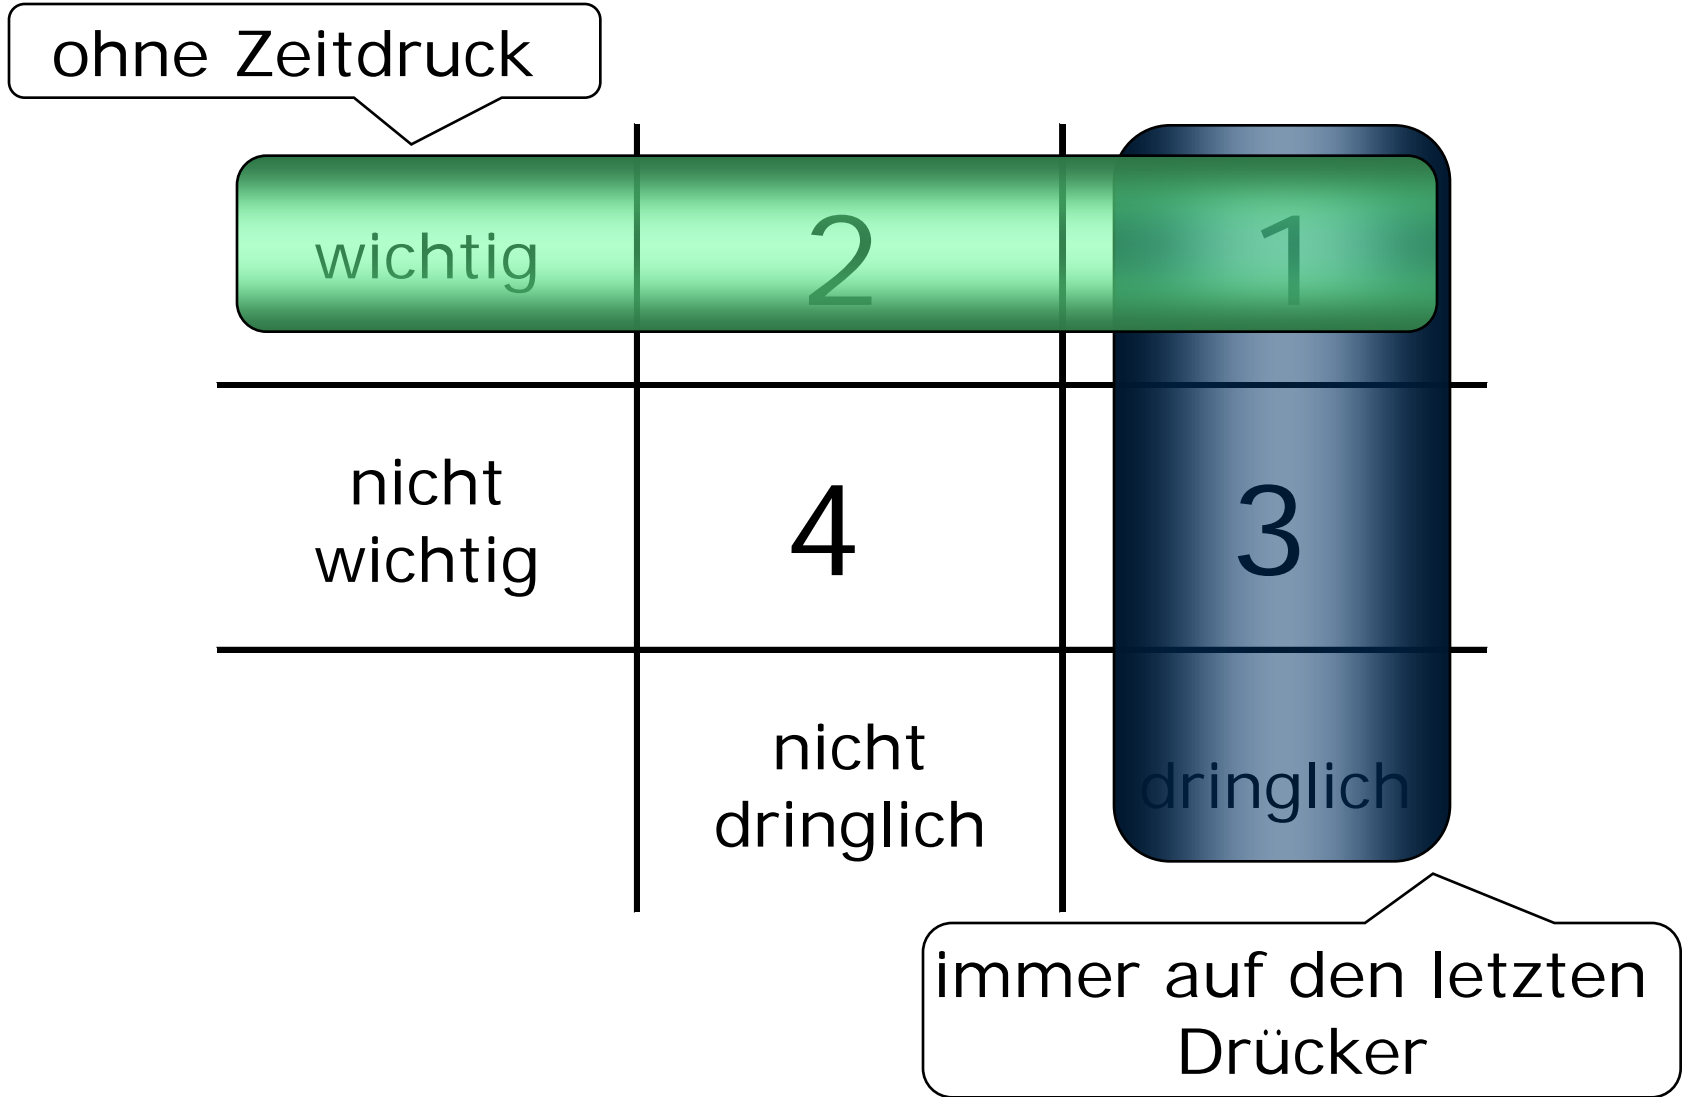 ohne Zeitdruck
wichtig
2
1
nicht
wichtig
4
3
nicht
dringlich
dringlich
immer auf den letzten
Drücker